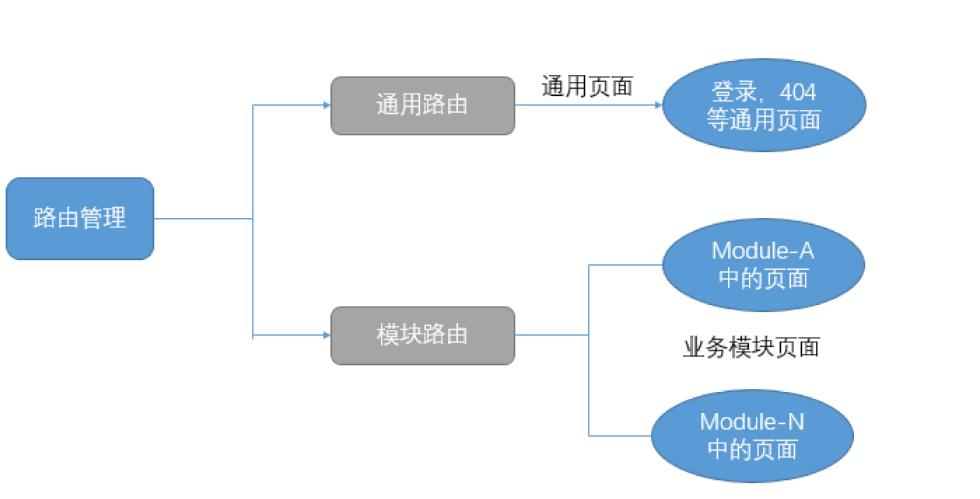 通用页面
通用路由
登录，404
等通用页面
路由管理
Module-A
中的页面
模块路由
业务模块页面
Module-N
中的页面